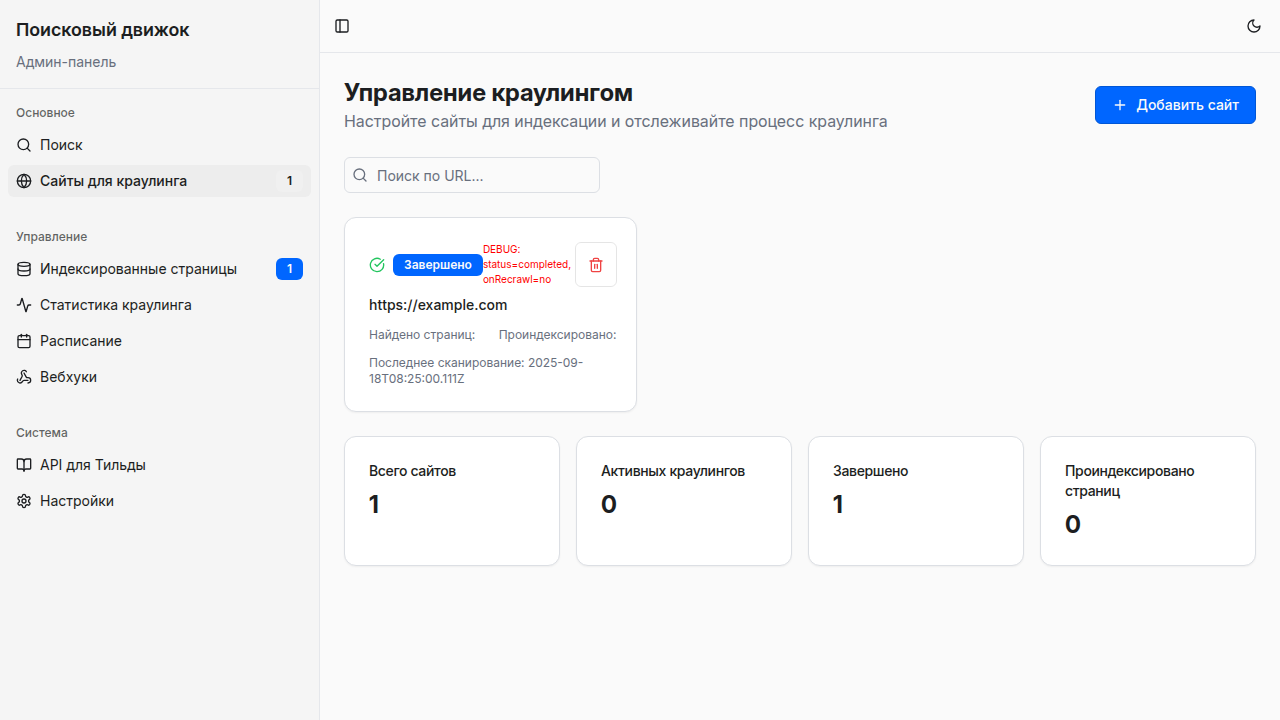 Поисковый движок
Админ-панель
Основное
Поиск
Сайты для краулинга 1
Управление
Индексированные страницы 1
Статистика краулинга
Расписание
Вебхуки
Система
API для Тильды
Настройки
Управление краулингом
Настройте сайты для индексации и отслеживайте процесс краулинга
Добавить сайт
Поиск по URL...
Завершено
DEBUG:
status=completed,
onRecrawl=no
https://example.com
Найдено страниц: Проиндексировано:
Последнее сканирование: 2025-09-
18T08:25:00.111Z
Всего сайтов
1
Активных краулингов
0
Завершено
1
Проиндексировано
страниц
0